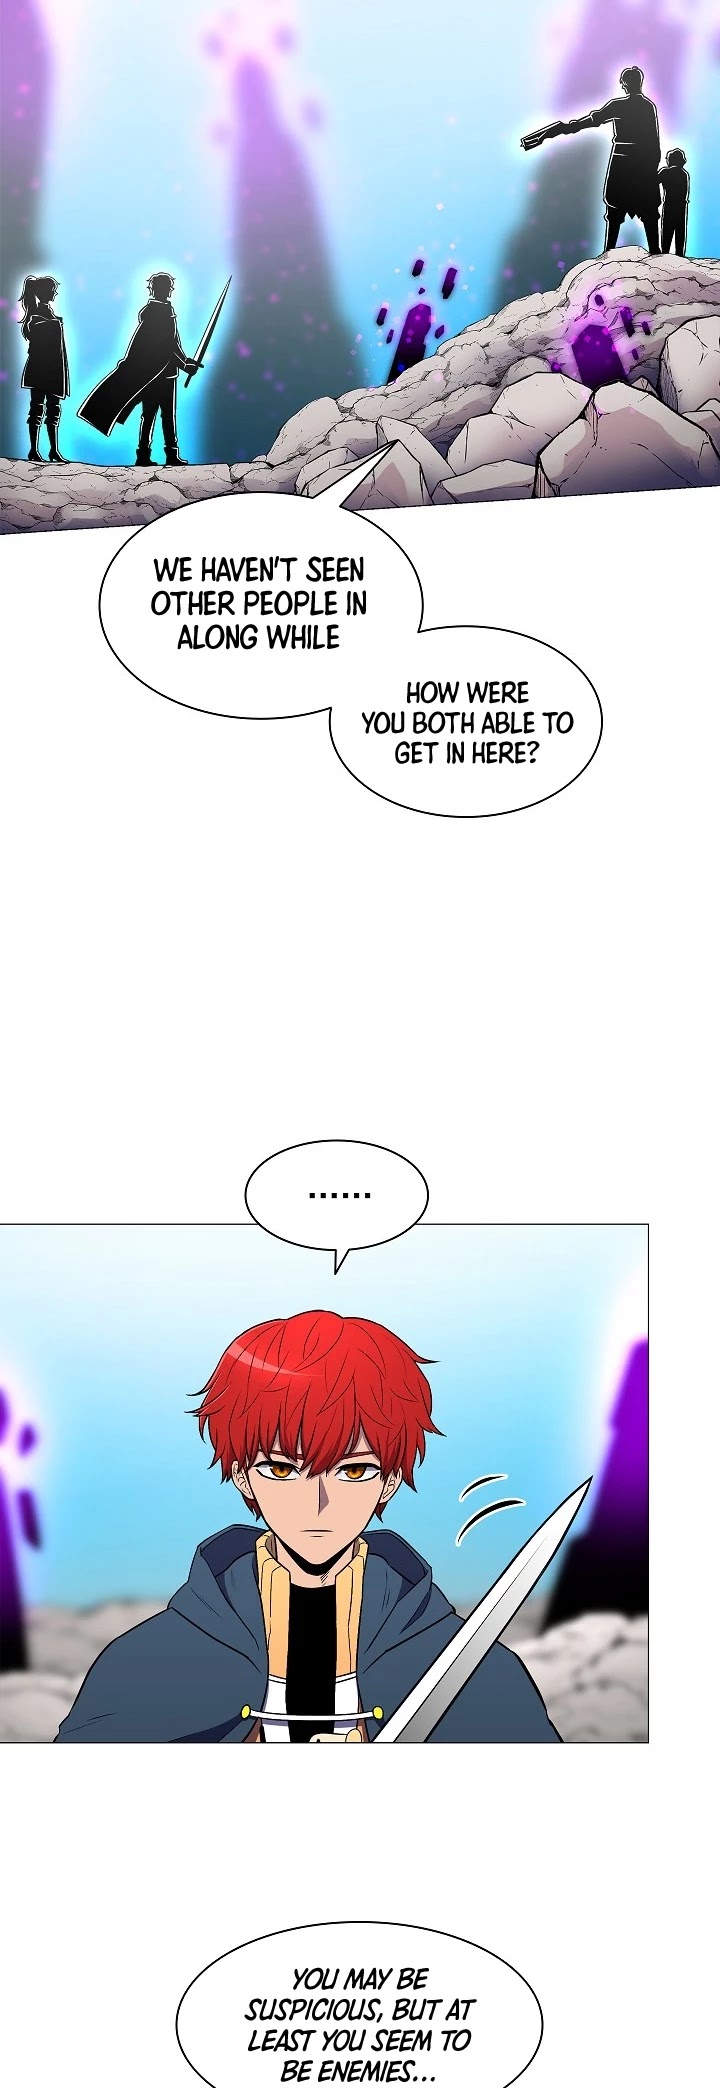 WE HAVEN'T SEEN
OTHER PEOPLE IN
ALONG WHILE
HOW WERE
YOU BOTH ABLE TO
GET IN HERE?
......
YOU MAY BE
SUSPICIOUS, BUT AT
LEAST YOU SEEM TO
BE ENEMIES...